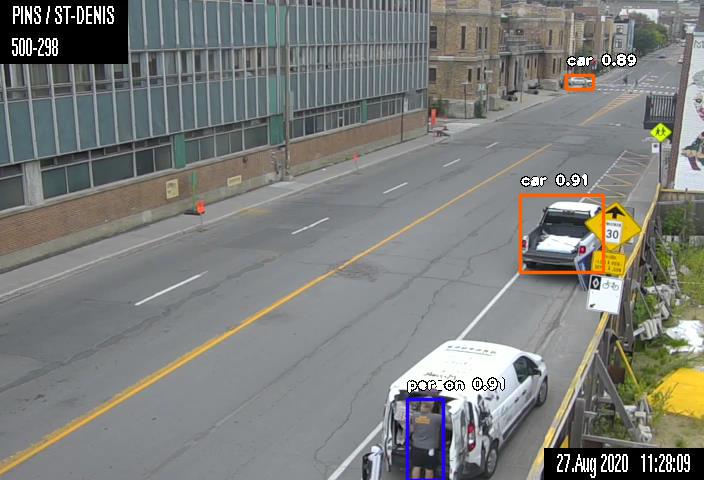 PINS / ST-DENIS
500-298
car 0.89
car 0.91
30
person 0.91
27.Aug 2020 11:28:09